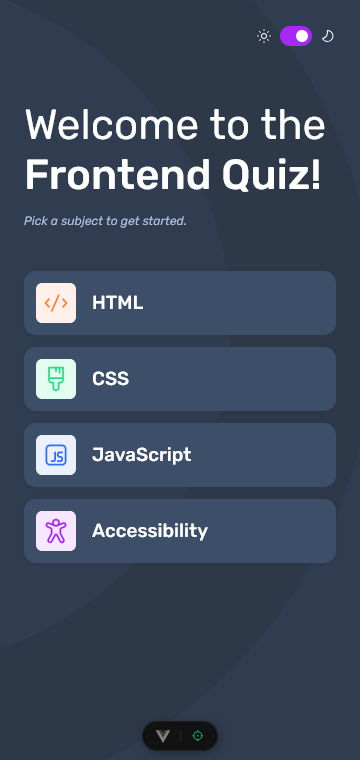 Welcome to the
Frontend Quiz!
Pick a subject to get started.
HTML
CSS
JS
JavaScript
Accessibility